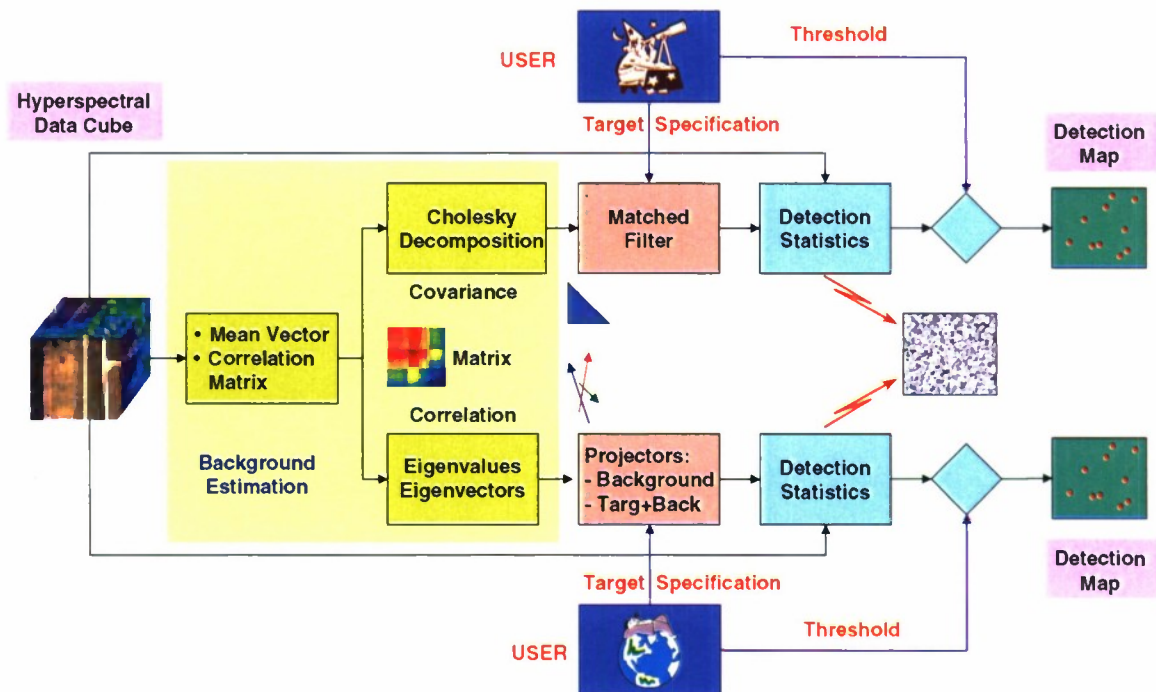 USER
Threshold
Hyperspectral
Data Cube
Target Specification
Detection
Map
Cholesky
Decomposition
Matched
Filter
Detection
Statistics
Covariance
• Mean Vector
• Correlation
Matrix
Matrix
Correlation
Background
Estimation
Eigenvalues
Eigenvectors
Projectors:
- Background
- Targ+Back
Detection
Statistics
Target Specification
Detection
Map
USER
Threshold